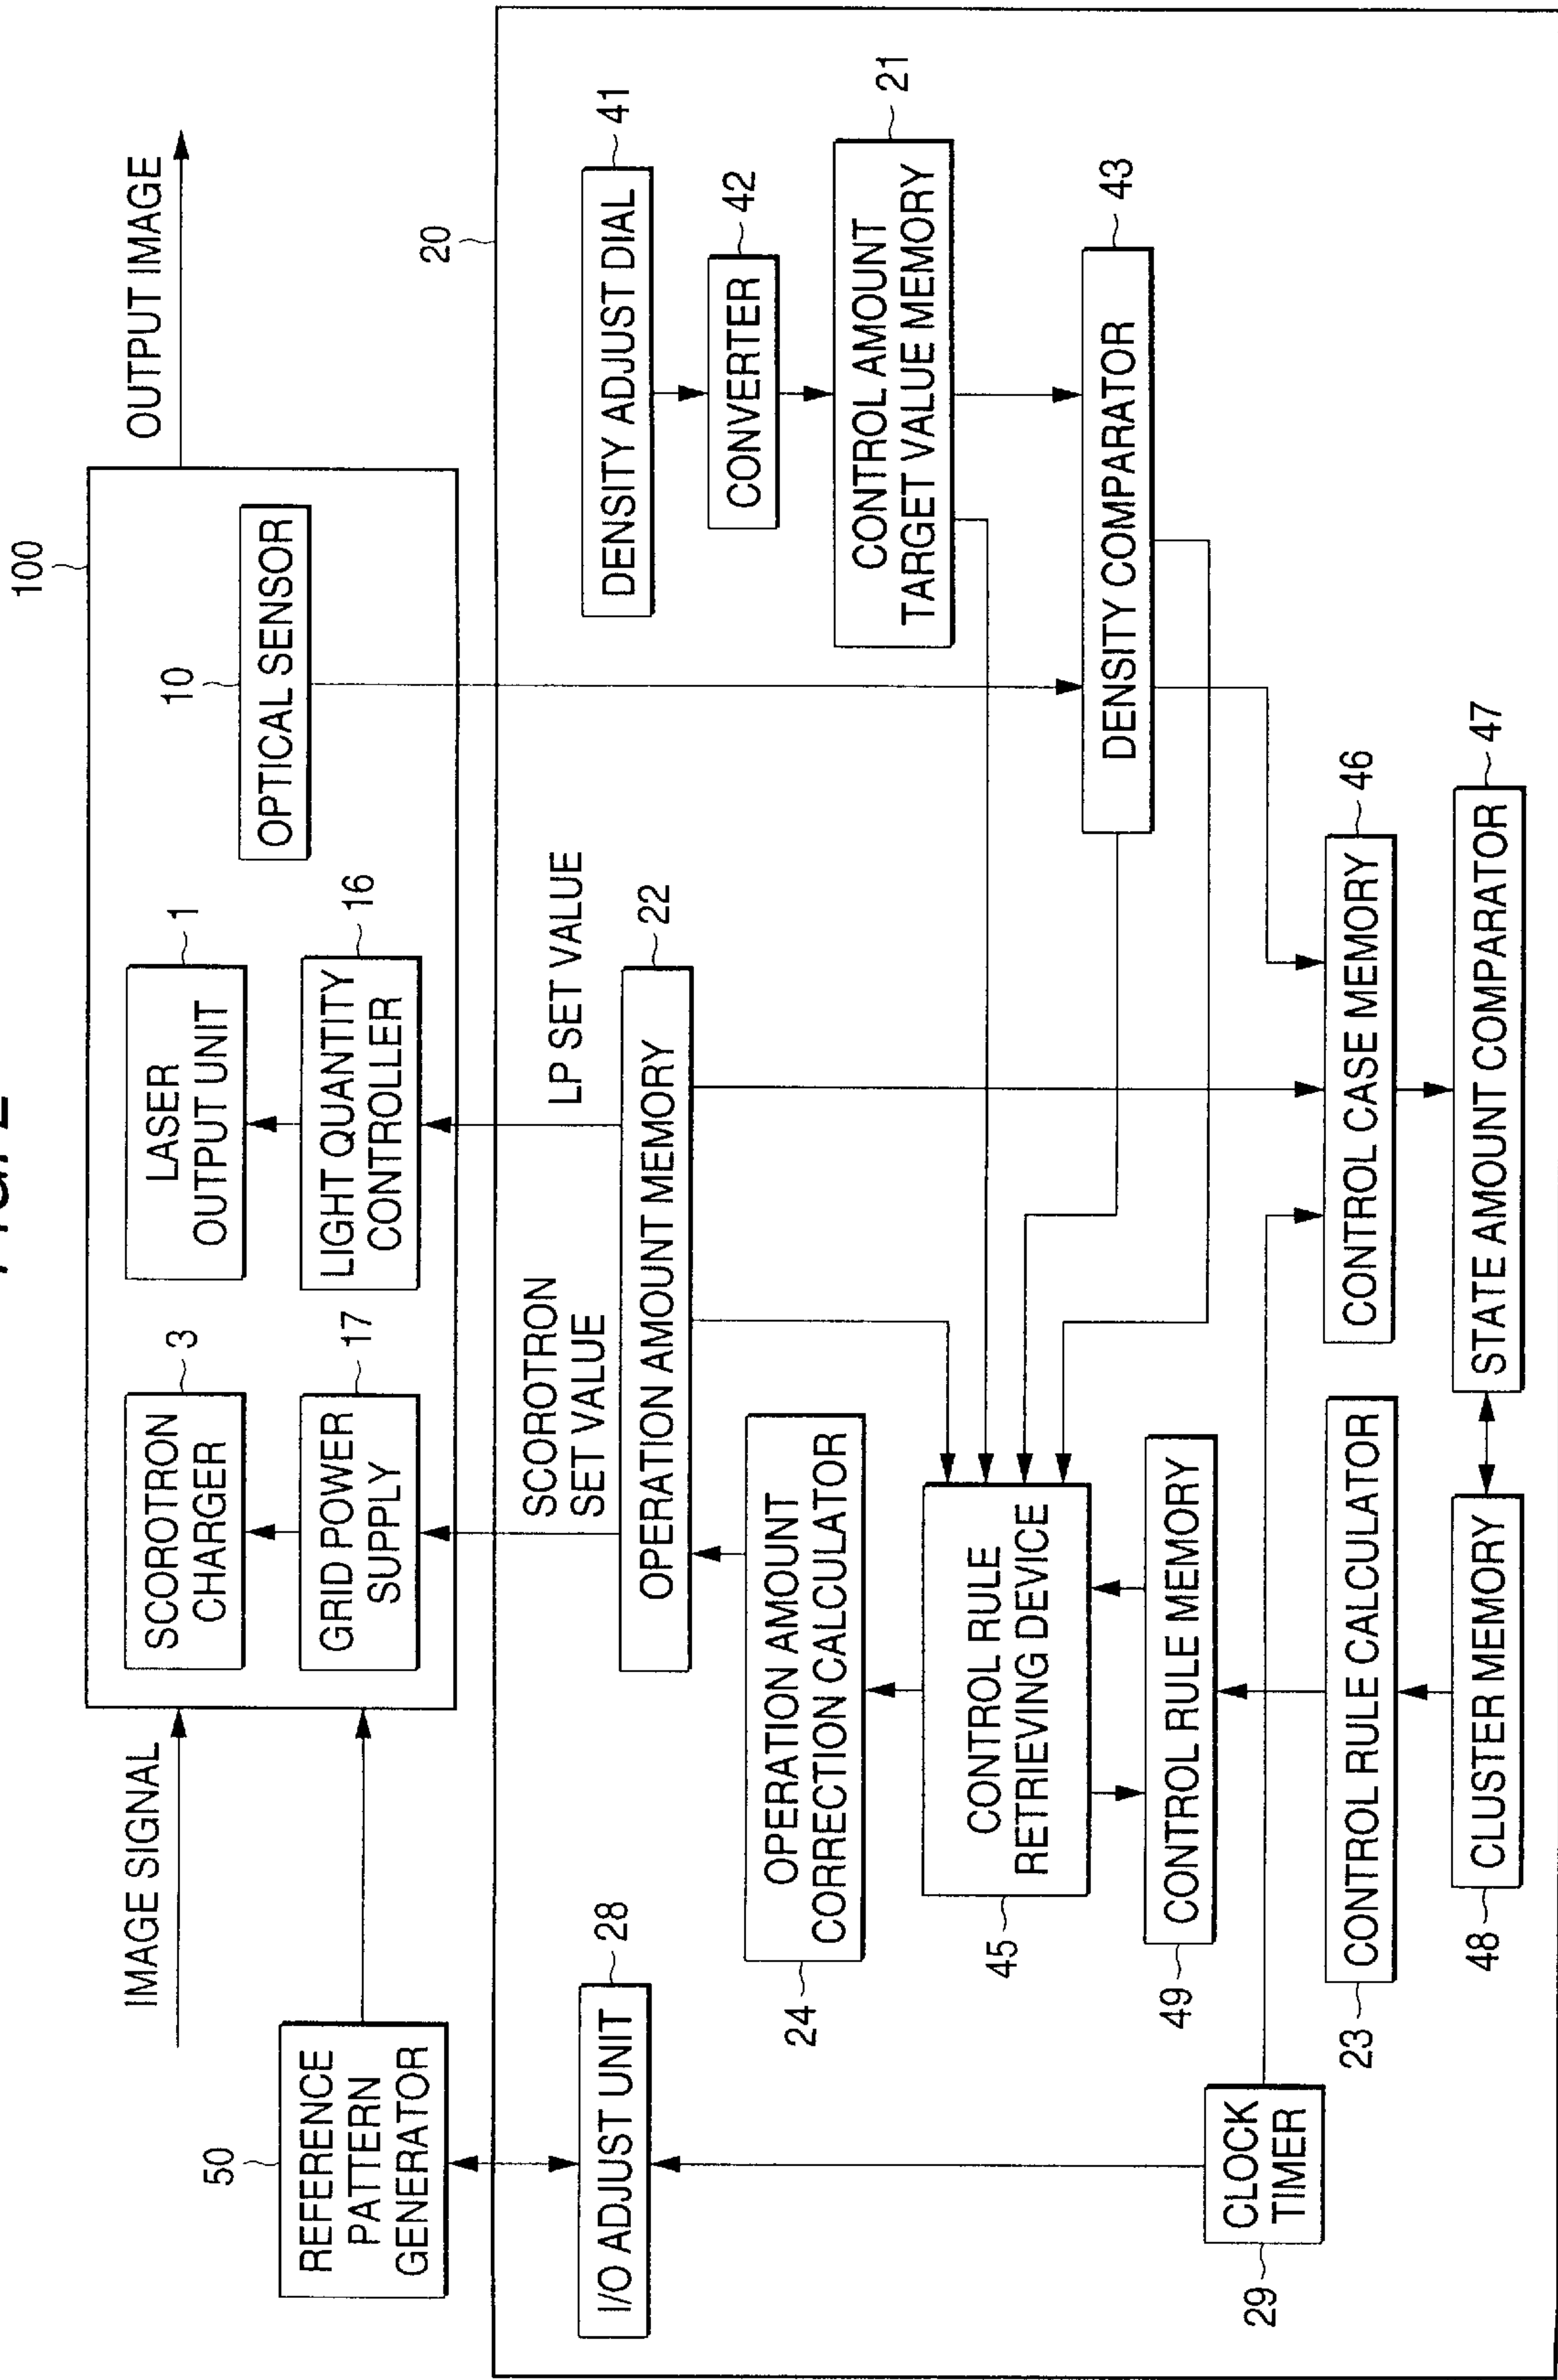 100
IMAGE SIGNAL
OUTPUT IMAGE
50
REFERENCE
PATTERN
GENERATOR
SCOROTRON
CHARGER
3
GRID POWER
SUPPLY
17
LASER
OUTPUT UNIT
1
LIGHT QUANTITY
CONTROLLER
16
10
OPTICAL SENSOR
20
SCOROTRON
SET VALUE
LP SET VALUE
I/O ADJUST UNIT
28
OPERATION AMOUNT MEMORY
22
DENSITY ADJUST DIAL
41
CONVERTER
42
OPERATION AMOUNT
CORRECTION CALCULATOR
24
CONTROL AMOUNT
TARGET VALUE MEMORY
21
CONTROL RULE
RETRIEVING DEVICE
45
DENSITY COMPARATOR
43
CONTROL RULE MEMORY
49
CLOCK
TIMER
29
CONTROL RULE CALCULATOR
23
CONTROL CASE MEMORY
46
CLUSTER MEMORY
48
STATE AMOUNT COMPARATOR
47